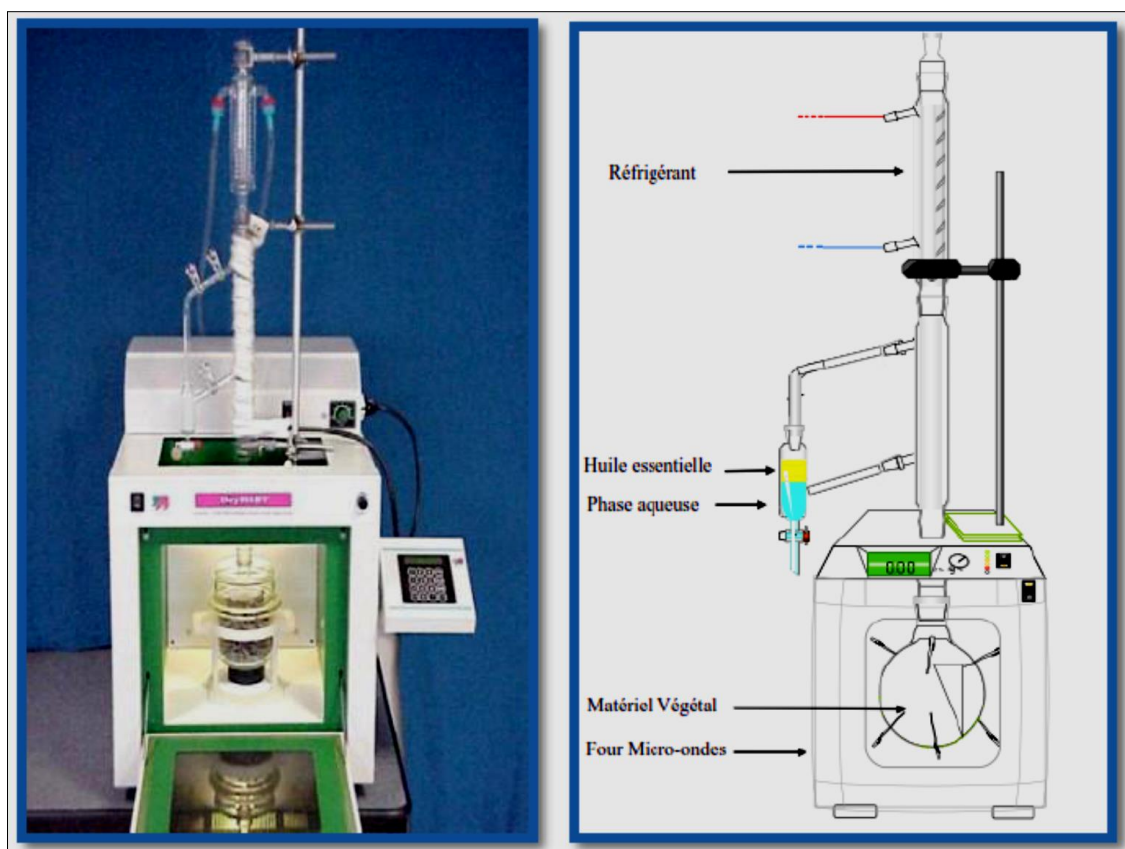 Réfrigérant
Huile essentielle
Phase aqueuse
000
Matériel Végétal
Four Micro-ondes